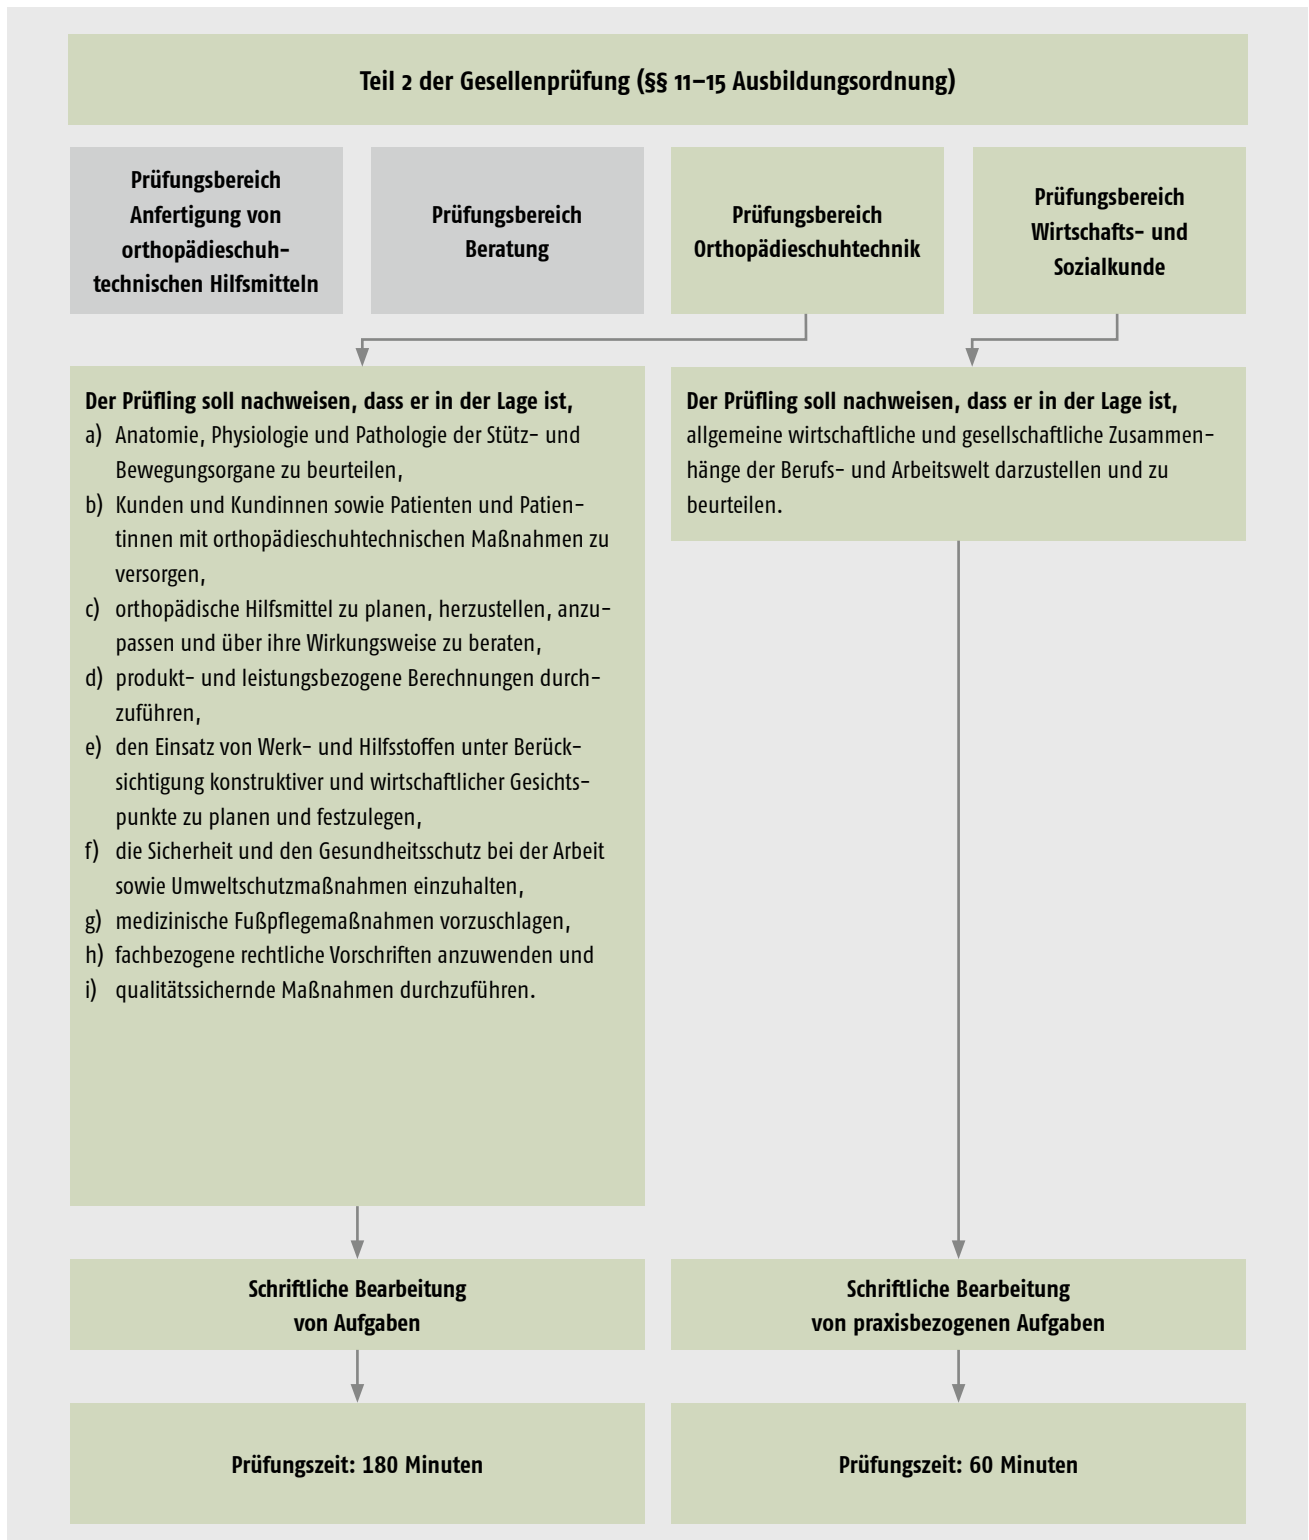 Teil 2 der Gesellenprüfung (§§ 11–15 Ausbildungsordnung)
Prüfungsbereich
Anfertigung von
orthopädieschuh-
technischen Hilfsmitteln
Prüfungsbereich
Beratung
Prüfungsbereich
Orthopädieschuhtechnik
Prüfungsbereich
Wirtschafts- und
Sozialkunde
Der Prüfling soll nachweisen, dass er in der Lage ist,
a) Anatomie, Physiologie und Pathologie der Stütz- und
Bewegungsorgane zu beurteilen,
b) Kunden und Kundinnen sowie Patienten und Patien-
tinnen mit orthopädieschuhtechnischen Maßnahmen zu
versorgen,
c) orthopädische Hilfsmittel zu planen, herzustellen, anzu-
passen und über ihre Wirkungsweise zu beraten,
d) produkt- und leistungsbezogene Berechnungen durch-
zuführen,
e) den Einsatz von Werk- und Hilfsstoffen unter Berück-
sichtigung konstruktiver und wirtschaftlicher Gesichts-
punkte zu planen und festzulegen,
f) die Sicherheit und den Gesundheitsschutz bei der Arbeit
sowie Umweltschutzmaßnahmen einzuhalten,
g) medizinische Fußpflegemaßnahmen vorzuschlagen,
h) fachbezogene rechtliche Vorschriften anzuwenden und
i) qualitätssichernde Maßnahmen durchzuführen.
Der Prüfling soll nachweisen, dass er in der Lage ist,
allgemeine wirtschaftliche und gesellschaftliche Zusammen-
hänge der Berufs- und Arbeitswelt darzustellen und zu
beurteilen.
Schriftliche Bearbeitung
von Aufgaben
Schriftliche Bearbeitung
von praxisbezogenen Aufgaben
Prüfungszeit: 180 Minuten
Prüfungszeit: 60 Minuten